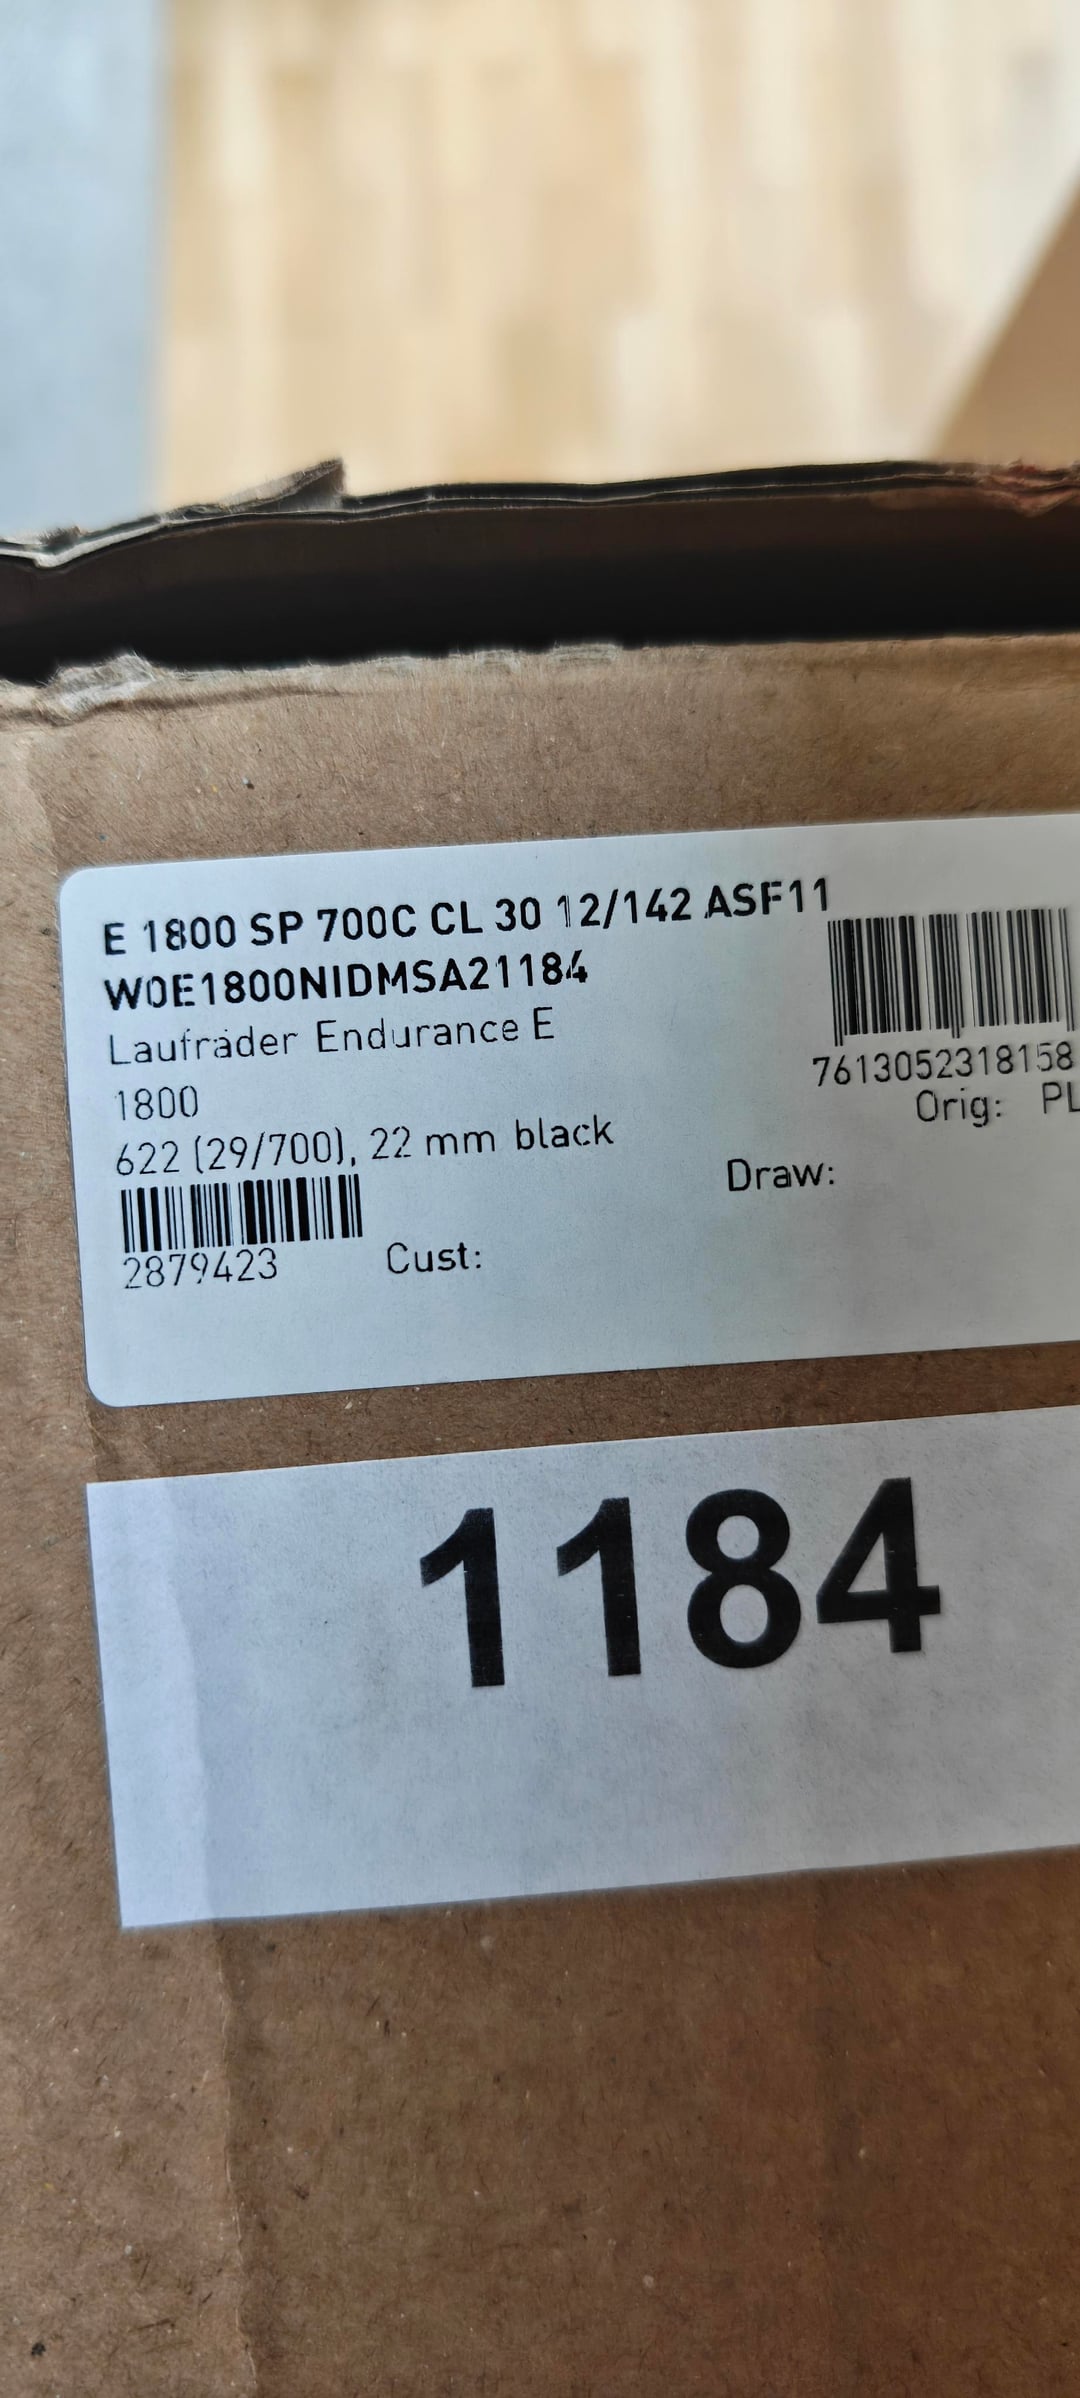 E 1800 SP 700C CL 30 12/142 ASF11
W0E1800NIDMSA21184
Laufräder Endurance E
1800
622 (29/700), 22 mm black
7613052318158
Orig: PL
Draw:
2879423
Cust:
1184